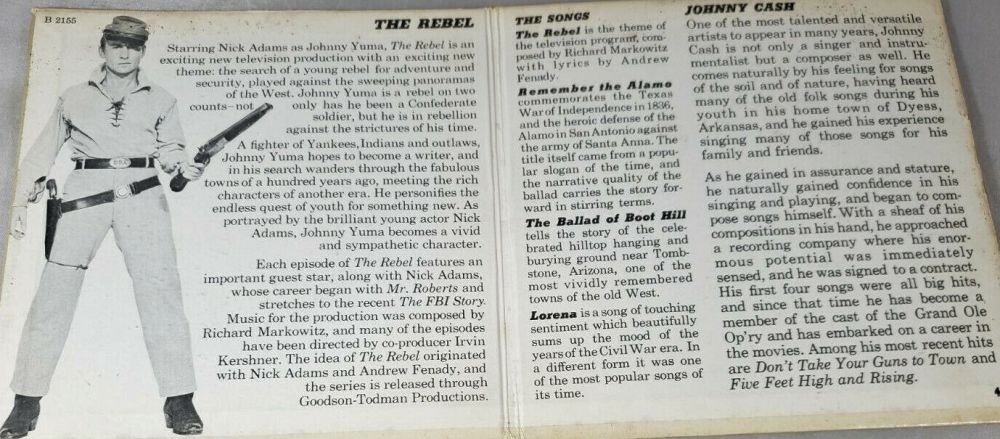 B 2155
THE REBEL
Starring Nick Adams as Johnny Yuma, The Rebel is an
exciting new television production with an exciting new
theme: the search of a young rebel for adventure and
security, played against the sweeping panoramas
of the West. Johnny Yuma is a rebel on two
counts—not only has he been a Confederate
soldier, but he is in rebellion
against the strictures of his time.
A fighter of Yankees, Indians and outlaws,
Johnny Yuma hopes to become a writer, and
in his search wanders through the fabulous
towns of a hundred years ago, meeting the rich
characters of another era. He personifies the
endless quest of youth for something new. As
portrayed by the brilliant young actor Nick
Adams, Johnny Yuma becomes a vivid
and sympathetic character.
Each episode of The Rebel features an
important guest star, along with Nick Adams,
whose career began with Mr. Roberts and
stretches to the recent The FBI Story.
Music for the production was composed by
Richard Markowitz, and many of the episodes
have been directed by co-producer Irvin
Kershner. The idea of The Rebel originated
with Nick Adams and Andrew Fenady, and
the series is released through
Goodson-Todman Productions.
THE SONGS
The Rebel is the theme of
the television program, com-
posed by Richard Markowitz
with lyrics by Andrew
Fenady.
Remember the Alamo
commemorates the Texas
War of Independence in 1836,
and the heroic defense of the
Alamo in San Antonio against
the army of Santa Anna. The
title itself came from a popu-
lar slogan of the time, and
the narrative quality of the
ballad carries the story for-
ward in stirring terms.
The Ballad of Boot Hill
tells the story of the cele-
brated hilltop hanging and
burying ground near Tomb-
stone, Arizona, one of the
most vividly remembered
towns of the old West.
Lorena is a song of touching
sentiment which beautifully
sums up the mood of the
years of the Civil War era. In
a different form it was one
of the most popular songs of
its time.
JOHNNY CASH
One of the most talented and versatile
artists to appear in many years, Johnny
Cash is not only a singer and instru-
mentalist but a composer as well. He
comes naturally by his feeling for songs
of the soil and of nature, having heard
many of the old folk songs during his
youth in his home town of Dyess,
Arkansas, and he gained his experience
singing many of those songs for his
family and friends.
As he gained in assurance and stature,
he naturally gained confidence in his
singing and playing, and began to com-
pose songs himself. With a sheaf of his
compositions in his hand, he approached
a recording company where his enor-
mous potential was immediately
sensed, and he was signed to a contract.
His first four songs were all big hits,
and since that time he has become a
member of the cast of the Grand Ole
Op'ry and has embarked on a career in
the movies. Among his most recent hits
are Don't Take Your Guns to Town and
Five Feet High and Rising.